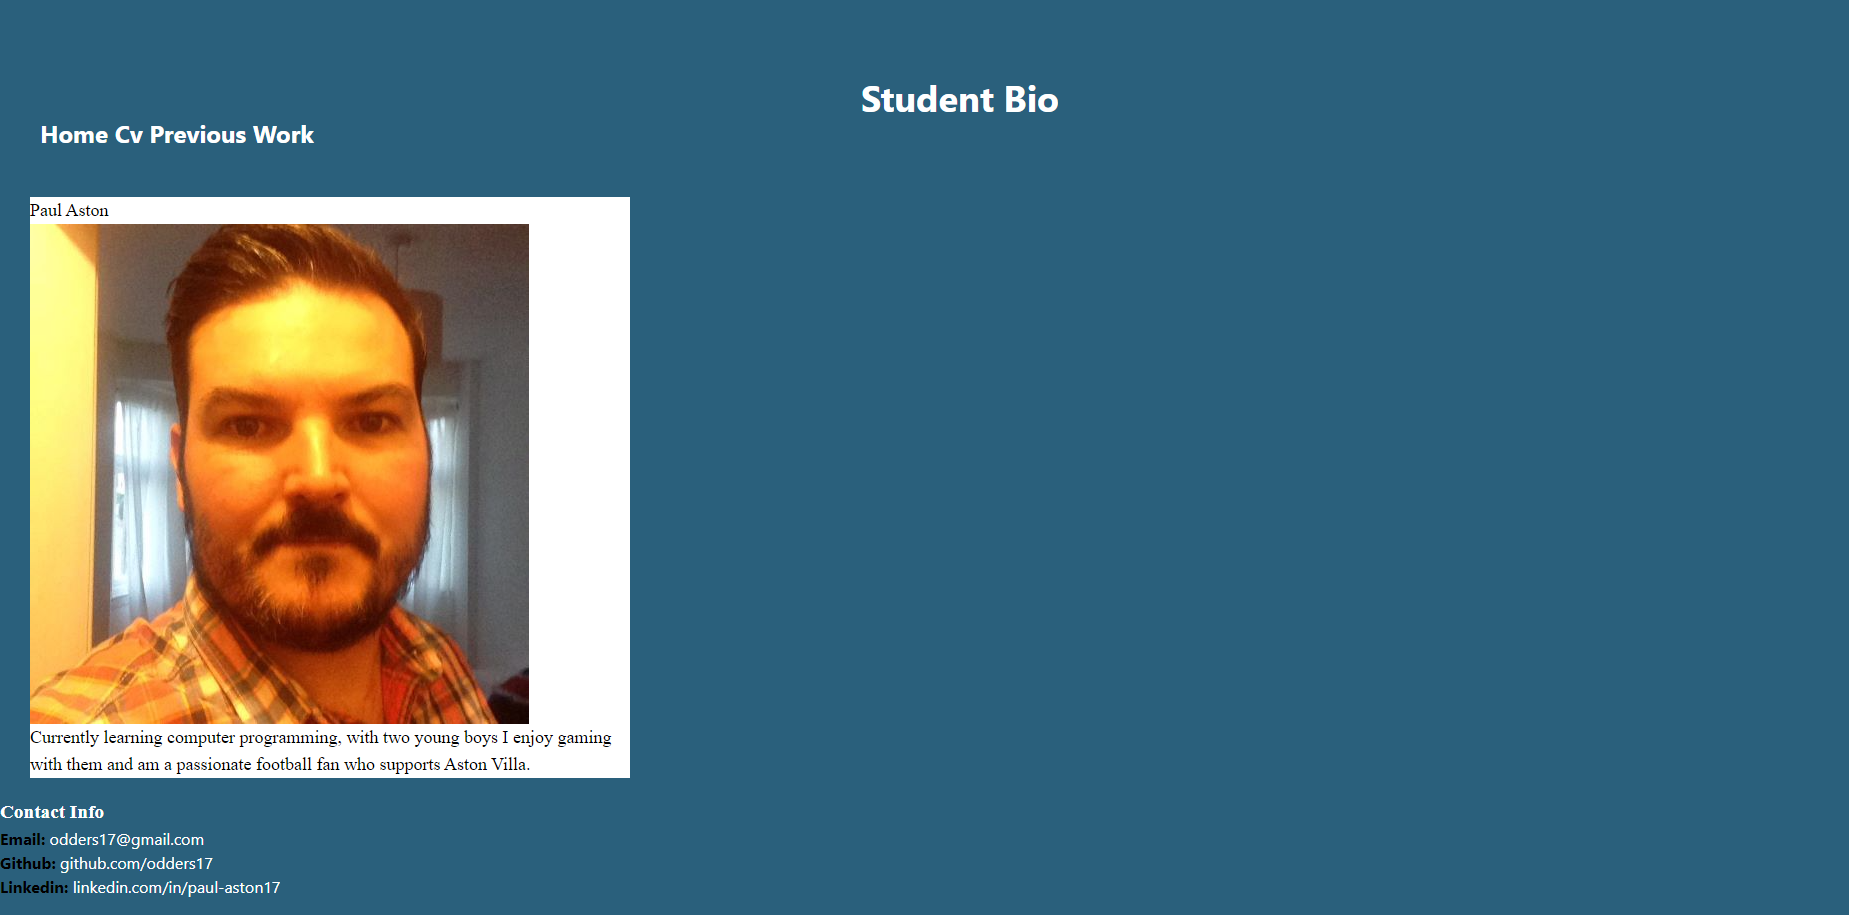 Student Bio
Home Cv Previous Work
Paul Aston
Currently learning computer programming, with two young boys I enjoy gaming
with them and am a passionate football fan who supports Aston Villa.
Contact Info
Email: odders17@gmail.com
Github: github.com/odders17
Linkedin: linkedin.com/in/paul-aston17